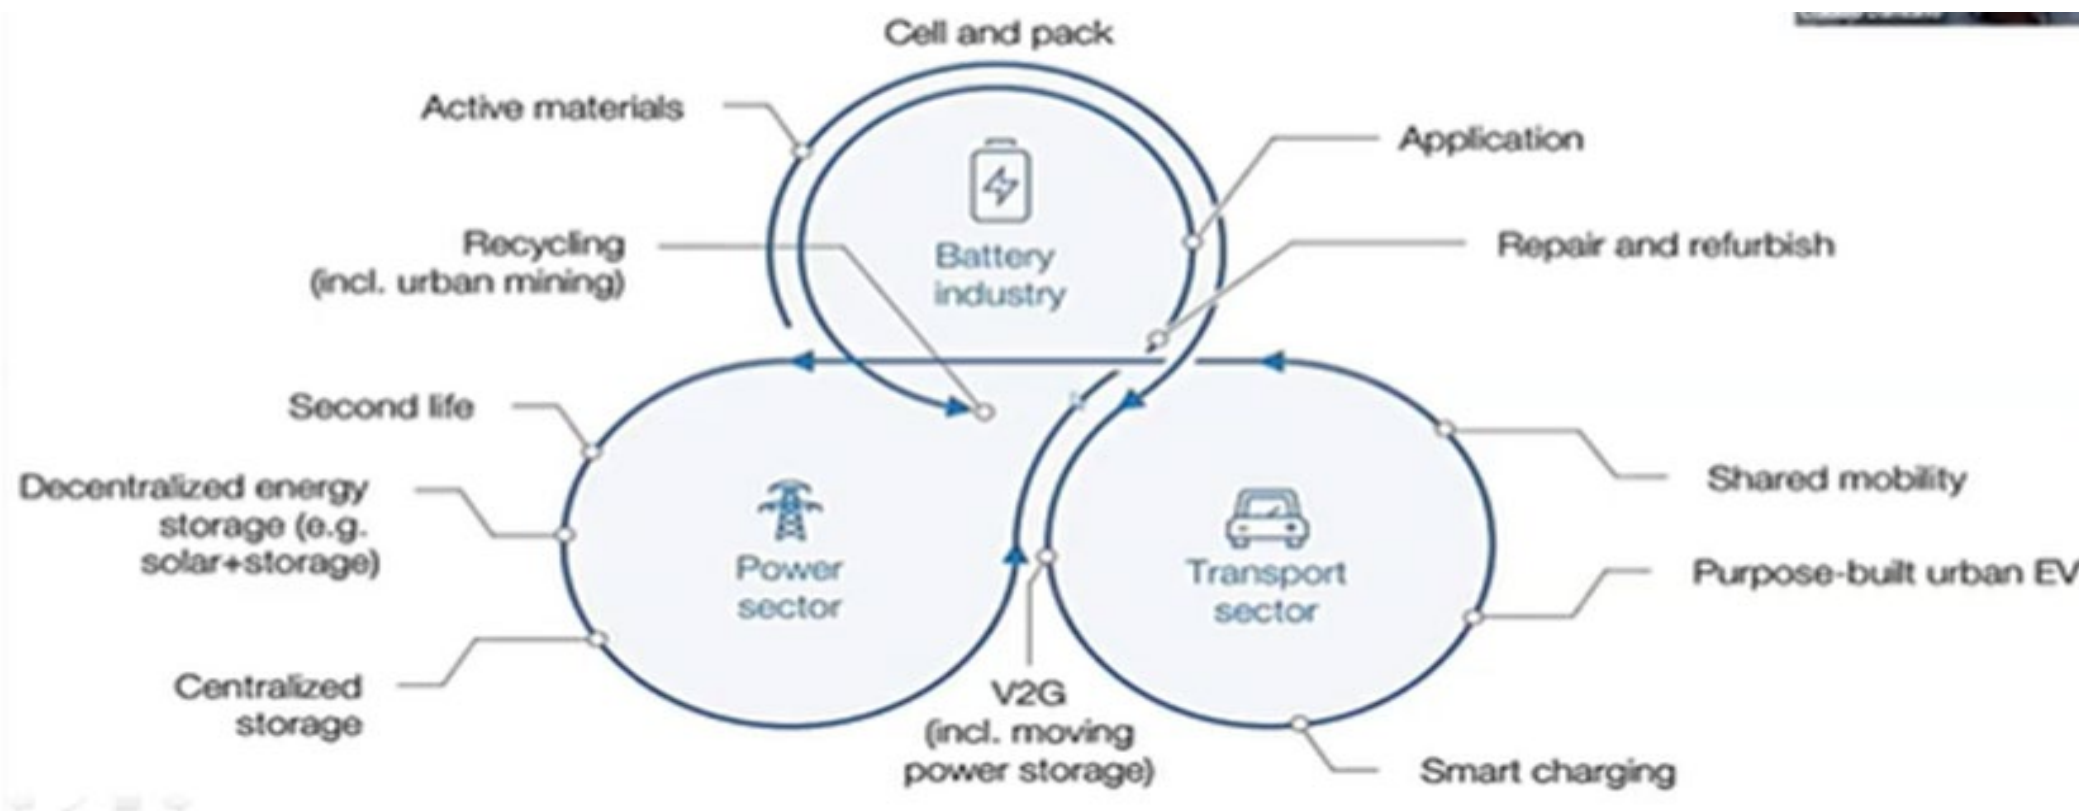 Cell and pack
Active materials
Application
Recycling
(incl. urban mining)
Battery
industry
Repair and refurbish
Second life
Decentralized energy
storage (e.g.
solar+storage)
Centralized
storage
Power
sector
V2G
(incl. moving
power storage)
Transport
sector
Shared mobility
Purpose-built urban EV
Smart charging